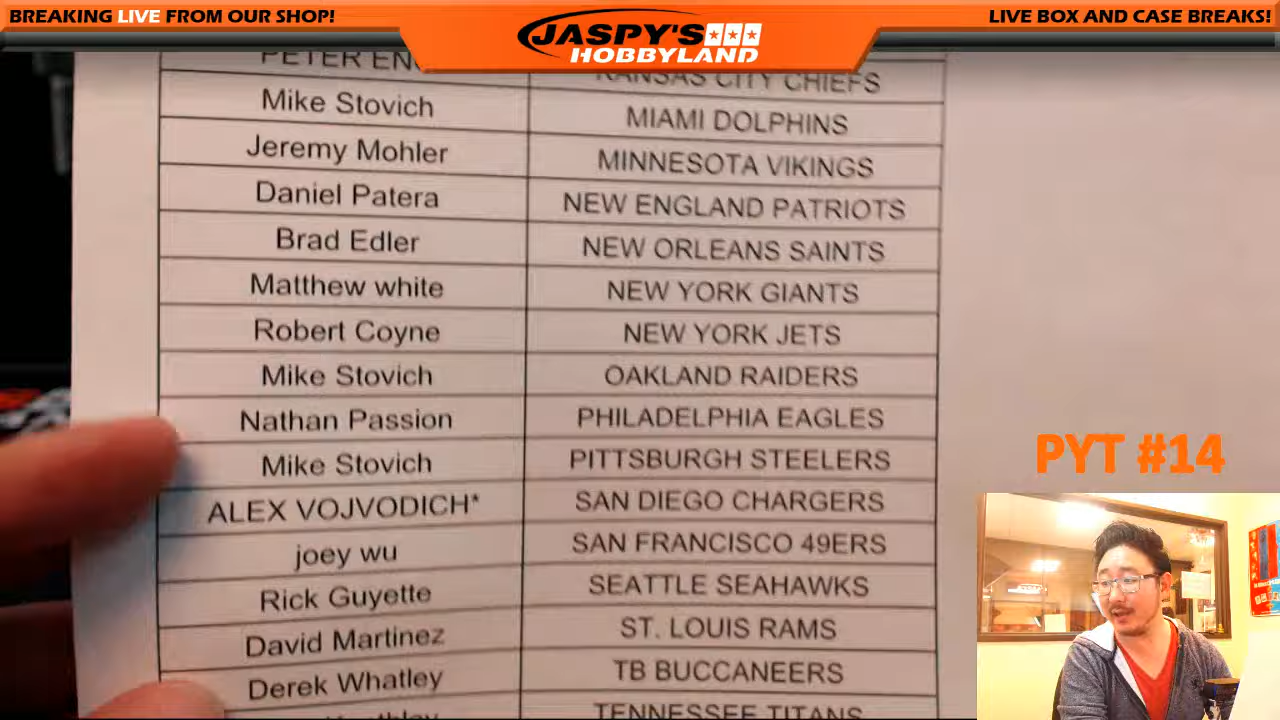 BREAKING LIVE FROM OUR SHOP!
JASPY'S
HOBBYLAND
LIVE BOX AND CASE BREAKS!
PETER KANSAS CITY CHIEFS
Mike Stovich MIAMI DOLPHINS
Jeremy Mohler MINNESOTA VIKINGS
Daniel Patera NEW ENGLAND PATRIOTS
Brad Edler NEW ORLEANS SAINTS
Matthew white NEW YORK GIANTS
Robert Coyne NEW YORK JETS
Mike Stovich OAKLAND RAIDERS
Nathan Passion PHILADELPHIA EAGLES
Mike Stovich PITTSBURGH STEELERS
ALEX VOJVODICH* SAN DIEGO CHARGERS
joey wu SAN FRANCISCO 49ERS
Rick Guyette SEATTLE SEAHAWKS
David Martinez ST. LOUIS RAMS
Derek Whatley TB BUCCANEERS
TENNESSEE TITANS
PYT #14